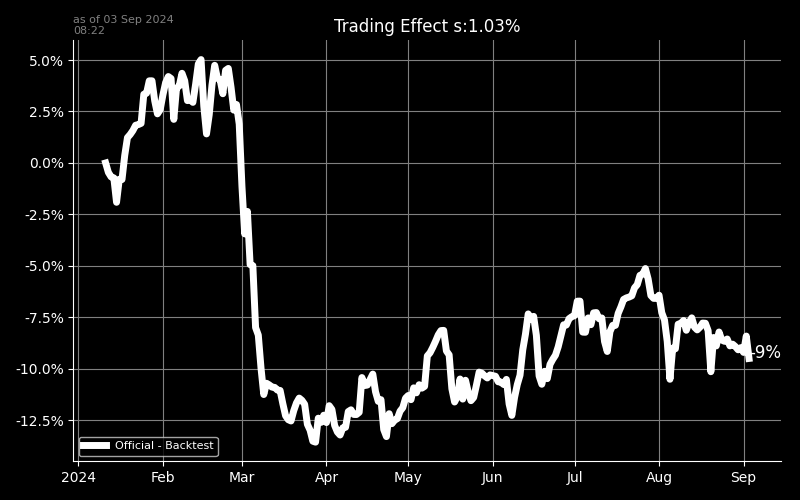 as of 03 Sep 2024
08:22
Trading Effect s:1.03%
5.0%
2.5%
0.0%
-2.5%
-5.0%
-7.5%
-10.0%
-12.5%
-9%
Official - Backtest
2024 Feb Mar Apr May Jun Jul Aug Sep